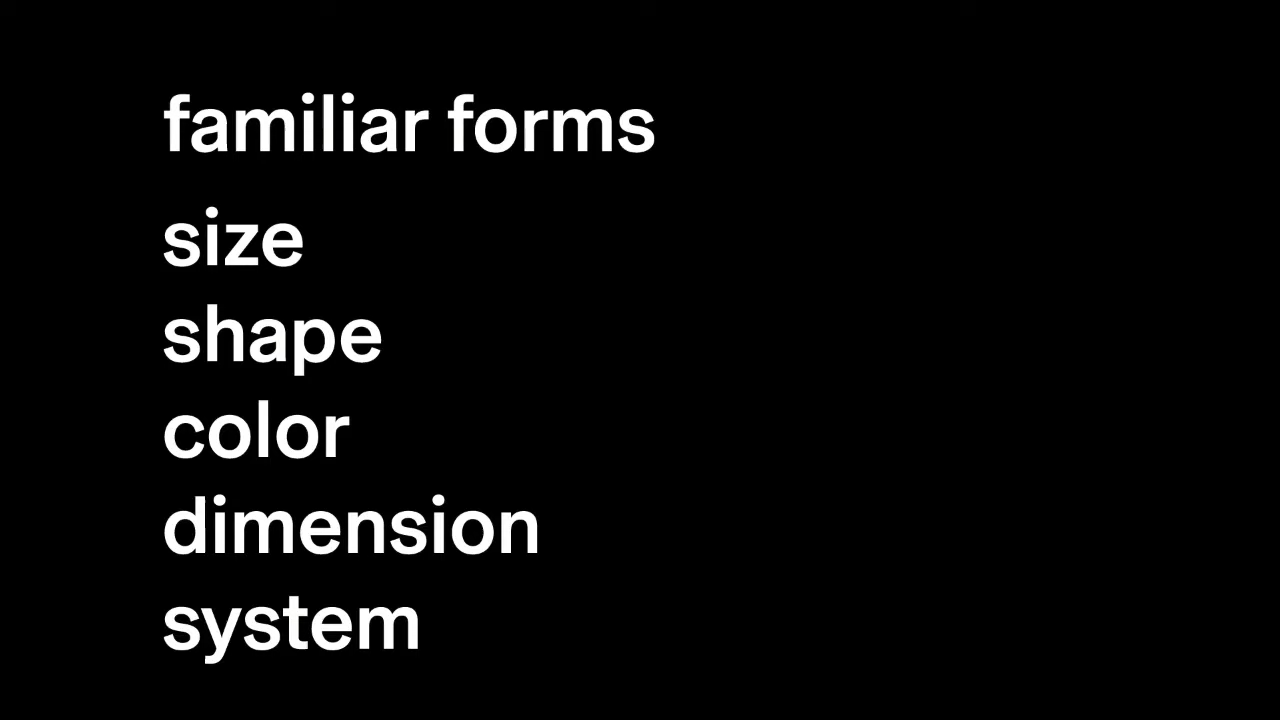 familiar forms
size
shape
color
dimension
system